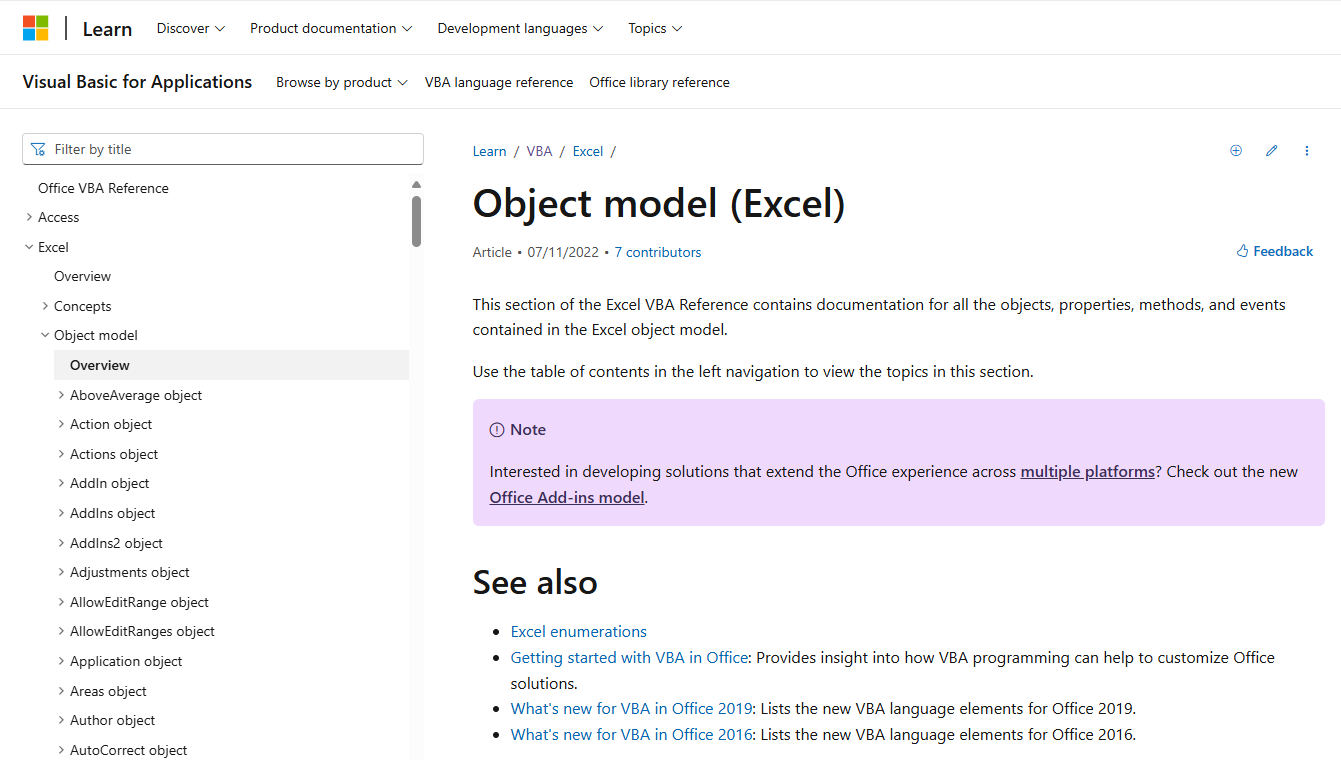 Learn Discover Product documentation Development languages Topics
Visual Basic for Applications Browse by product VBA language reference Office library reference
Filter by title
Office VBA Reference
Access
Excel
Overview
Concepts
Object model
Overview
AboveAverage object
Action object
Actions object
AddIn object
AddIns object
AddIns2 object
Adjustments object
AllowEditRange object
AllowEditRanges object
Application object
Areas object
Author object
AutoCorrect object
Learn / VBA / Excel /
Object model (Excel)
Article • 07/11/2022 • 7 contributors
Feedback
This section of the Excel VBA Reference contains documentation for all the objects, properties, methods, and events
contained in the Excel object model.
Use the table of contents in the left navigation to view the topics in this section.
Note
Interested in developing solutions that extend the Office experience across multiple platforms? Check out the new
Office Add-ins model.
See also
• Excel enumerations
• Getting started with VBA in Office: Provides insight into how VBA programming can help to customize Office
solutions.
• What's new for VBA in Office 2019: Lists the new VBA language elements for Office 2019.
• What's new for VBA in Office 2016: Lists the new VBA language elements for Office 2016.